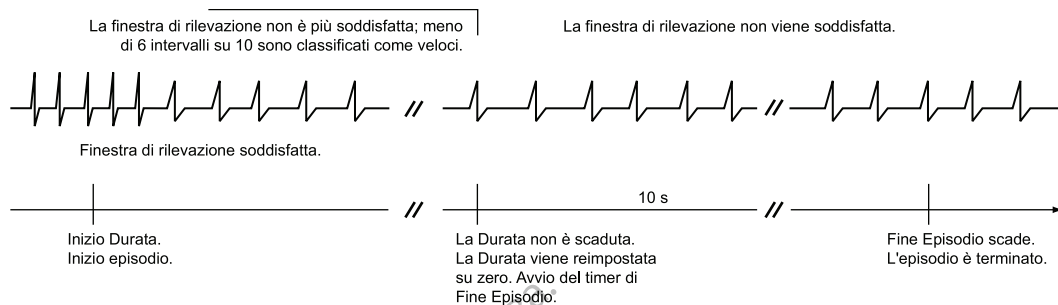 La finestra di rilevazione non è più soddisfatta; meno
di 6 intervalli su 10 sono classificati come veloci.
La finestra di rilevazione non viene soddisfatta.
Finestra di rilevazione soddisfatta.
10 s
Inizio Durata.
Inizio episodio.
La Durata non è scaduta.
La Durata viene reimpostata
su zero. Avvio del timer di
Fine Episodio.
Fine Episodio scade.
L'episodio è terminato.